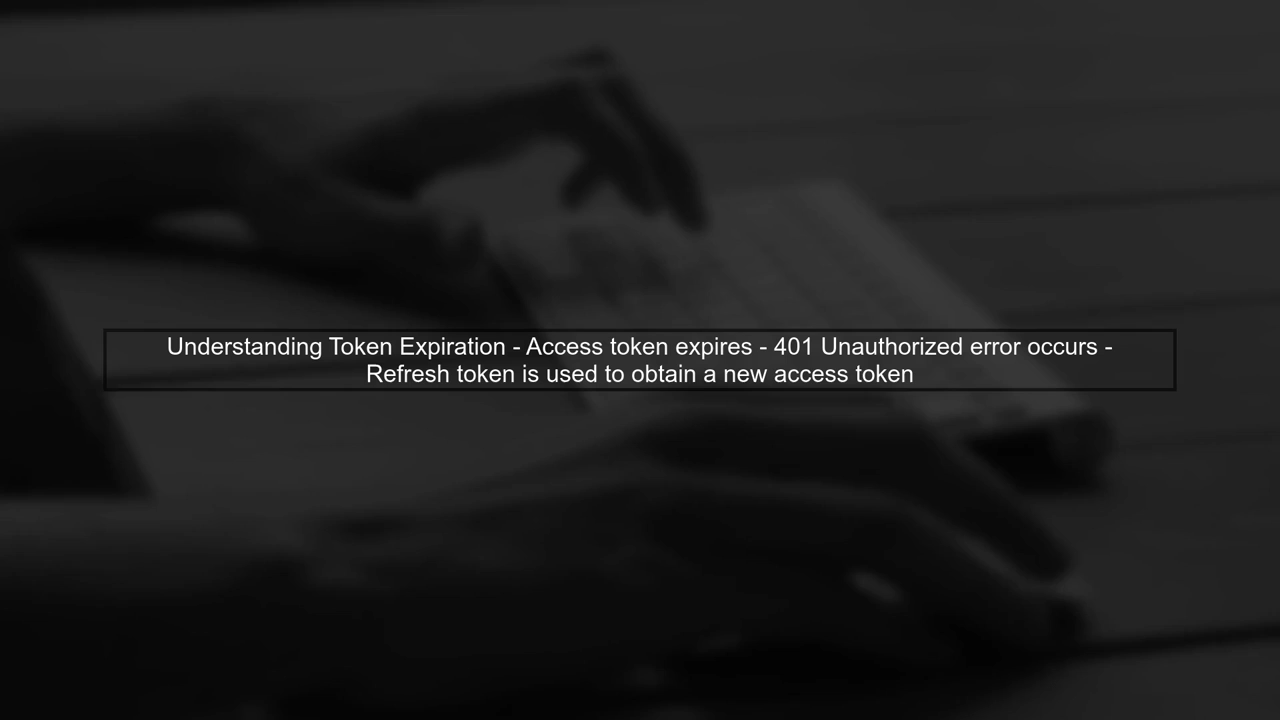 Understanding Token Expiration - Access token expires - 401 Unauthorized error occurs -
Refresh token is used to obtain a new access token